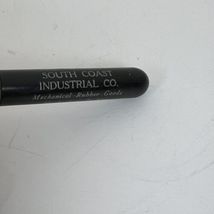 SOUTH COAST
INDUSTRIAL CO.
Mechanical - Rubber - Goods